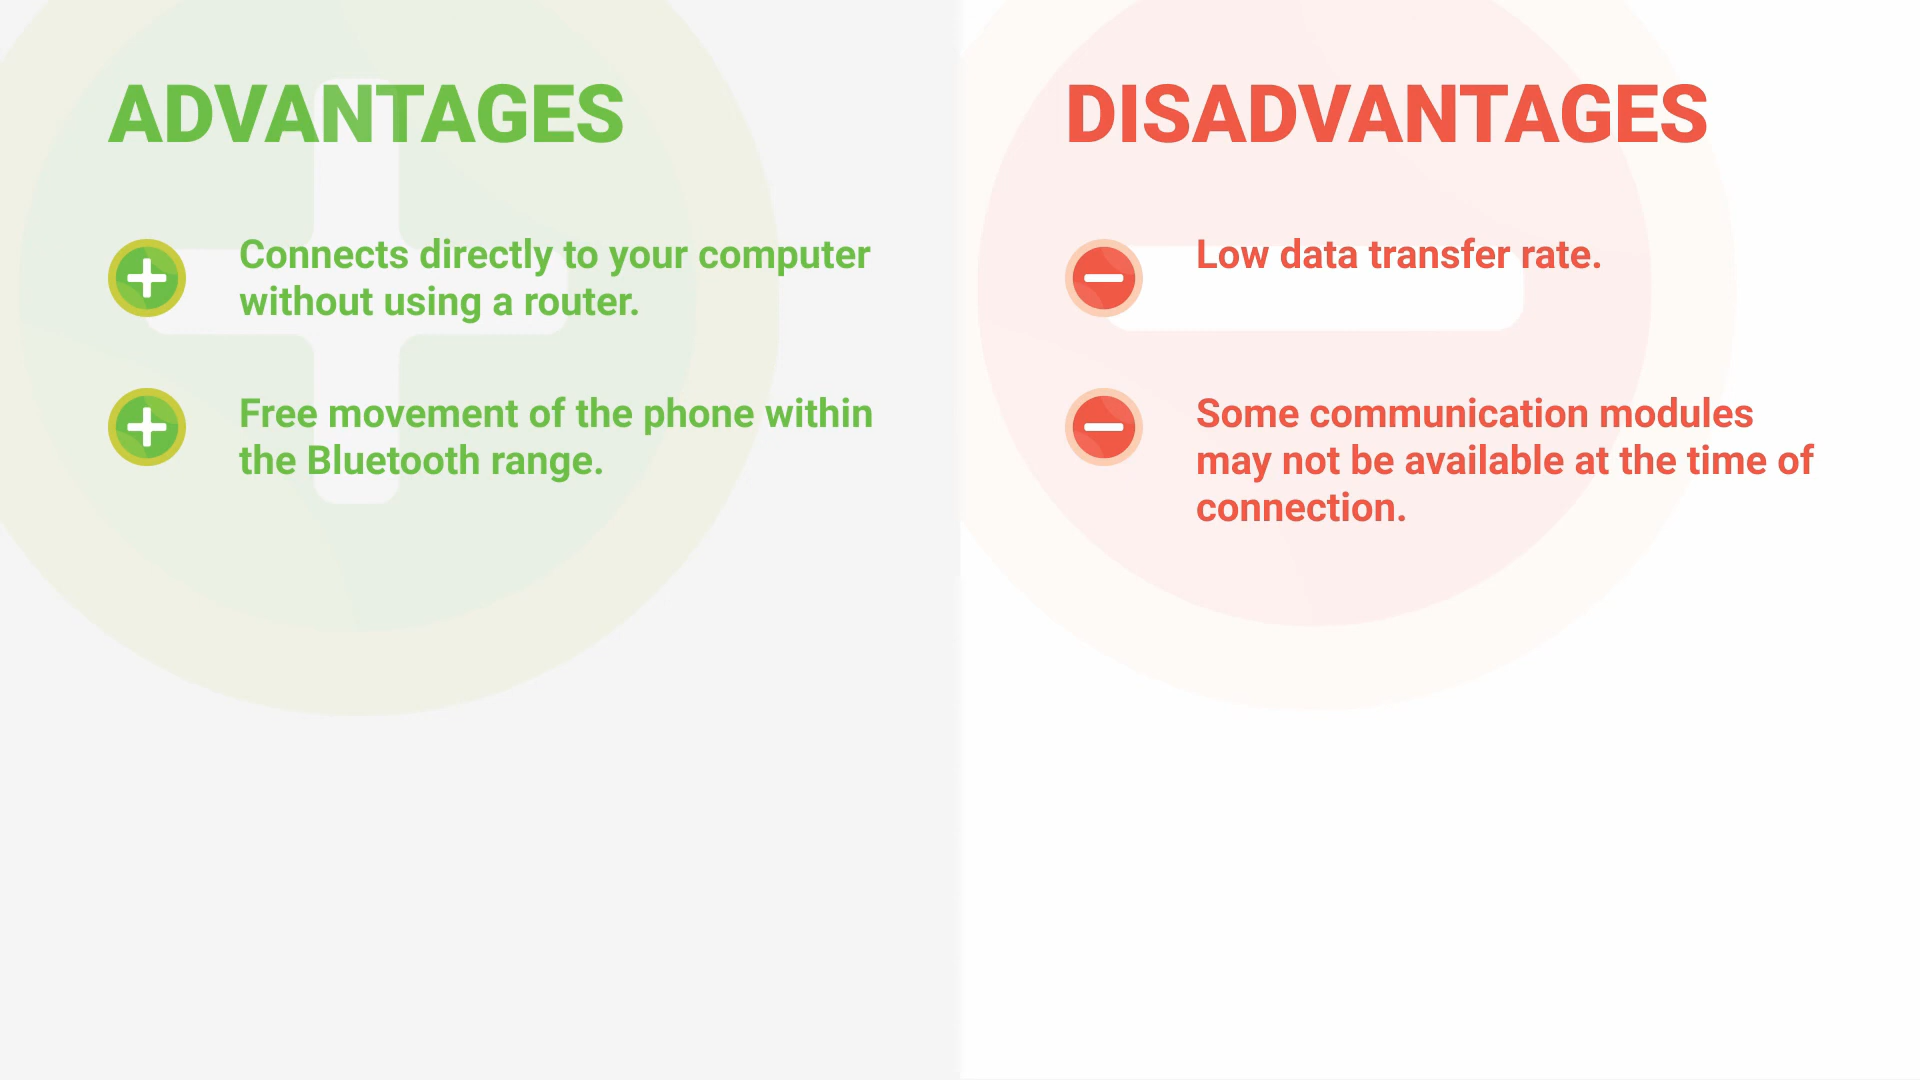 ADVANTAGES
Connects directly to your computer
without using a router.
Free movement of the phone within
the Bluetooth range.
DISADVANTAGES
Low data transfer rate.
Some communication modules
may not be available at the time of
connection.